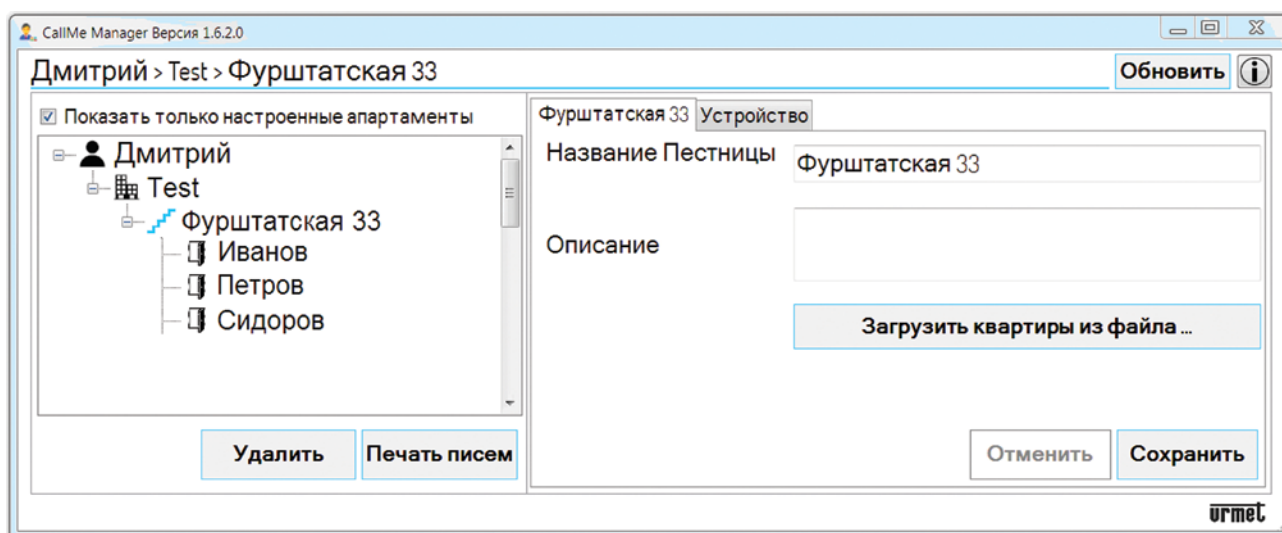 CallMe Manager Версия 1.6.2.0
Дмитрий > Test > Фурштатская 33
Обновить
Показать только настроенные апартаменты
Дмитрий
Test
Фурштатская 33
Иванов
Петров
Сидоров
Удалить
Печать писем
Фурштатская 33
Устройство
Название Пестницы
Фурштатская 33
Описание
Загрузить квартиры из файла ...
Отменить
Сохранить
urmet